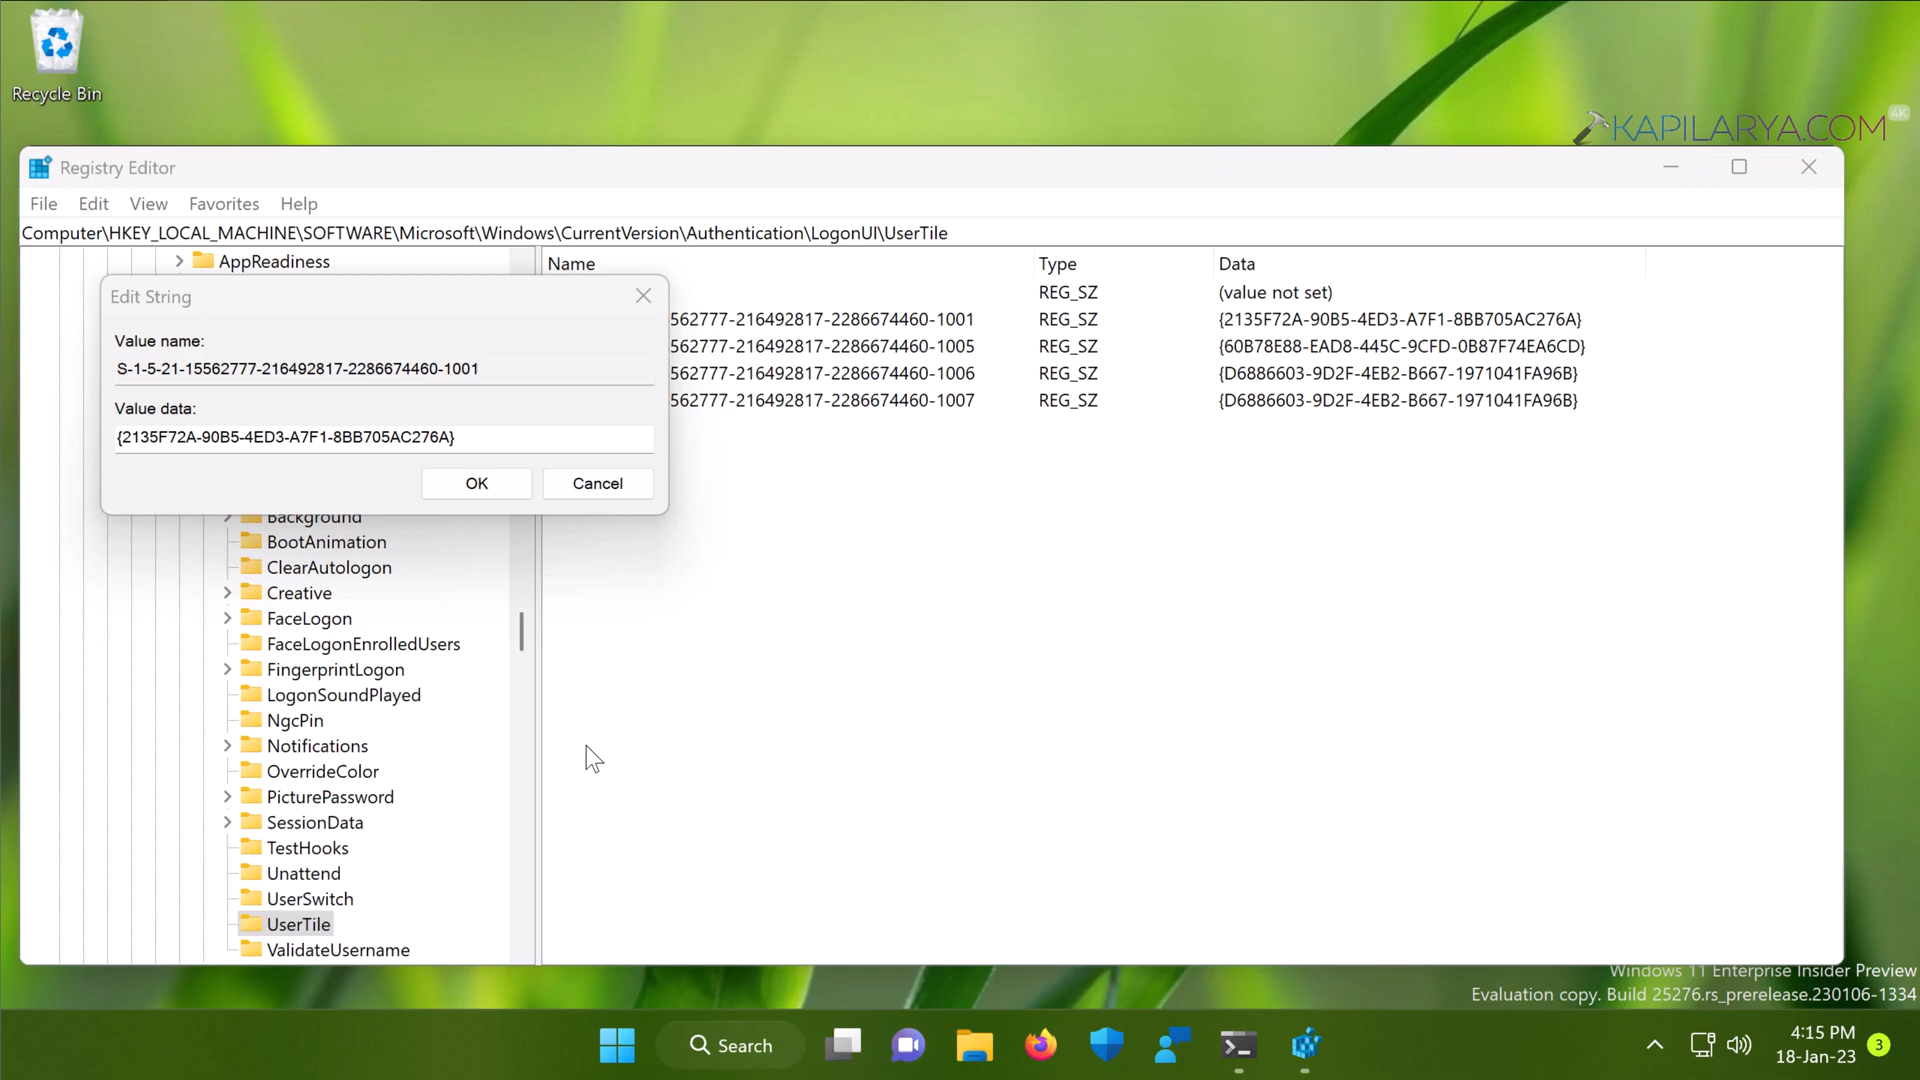 Recycle Bin
KAPILARYA.COM
4K
Registry Editor
File Edit View Favorites Help
Computer\HKEY_LOCAL_MACHINE\SOFTWARE\Microsoft\Windows\CurrentVersion\Authentication\LogonUI\UserTile
AppReadiness
Name Type Data
REG_SZ (value not set)
562777-216492817-2286674460-1001 REG_SZ {2135F72A-90B5-4ED3-A7F1-8BB705AC276A}
562777-216492817-2286674460-1005 REG_SZ {60B78E88-EAD8-445C-9CFD-0B87F74EA6CD}
562777-216492817-2286674460-1006 REG_SZ {D6886603-9D2F-4EB2-B667-1971041FA96B}
562777-216492817-2286674460-1007 REG_SZ {D6886603-9D2F-4EB2-B667-1971041FA96B}
Edit String
Value name:
S-1-5-21-15562777-216492817-2286674460-1001
Value data:
{2135F72A-90B5-4ED3-A7F1-8BB705AC276A}
OK Cancel
Background
BootAnimation
ClearAutologon
Creative
FaceLogon
FaceLogonEnrolledUsers
FingerprintLogon
LogonSoundPlayed
NgcPin
Notifications
OverrideColor
PicturePassword
SessionData
TestHooks
Unattend
UserSwitch
UserTile
ValidateUsername
Windows 11 Enterprise Insider Preview
Evaluation copy. Build 25276.rs_prerelease.230106-1334
Search
4:15 PM
18-Jan-23
3